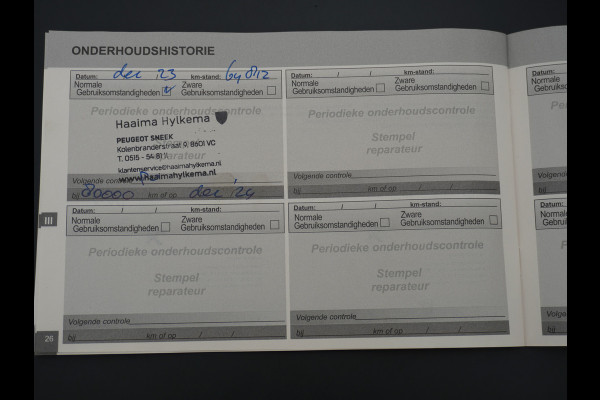 ONDERHOUDSHISTORIE
Datum: dec '23 km-stand: 64812
Normale Gebruiksomstandigheden Zware Gebruiksomstandigheden
Periodieke onderhoudscontrole
Haaima Hylkema
PEUGEOT SNEEK
Kolenbranderstraat 9, 8601 VC
T. 0515 -
klantenservice@haaimahylkema.nl
www.haaimahylkema.nl
Volgende controle
bij 80000 km of op dec '24
Datum: / / km-stand:
Normale Gebruiksomstandigheden Zware Gebruiksomstandigheden
Periodieke onderhoudscontrole
Stempel
reparateur
Volgende controle
bij km of op / /
Datum: / / km-stand:
Normale Gebruiksomstandigheden Zware Gebruiksomstandigheden
Periodieke onderhoudscontrole
Stempel
reparateur
Volgende controle
bij km of op / /
Datum: / / km-stand:
Normale Gebruiksomstandigheden Zware Gebruiksomstandigheden
Periodieke onderhoudscontrole
Stempel
reparateur
Volgende controle
bij km of op / /
III
26